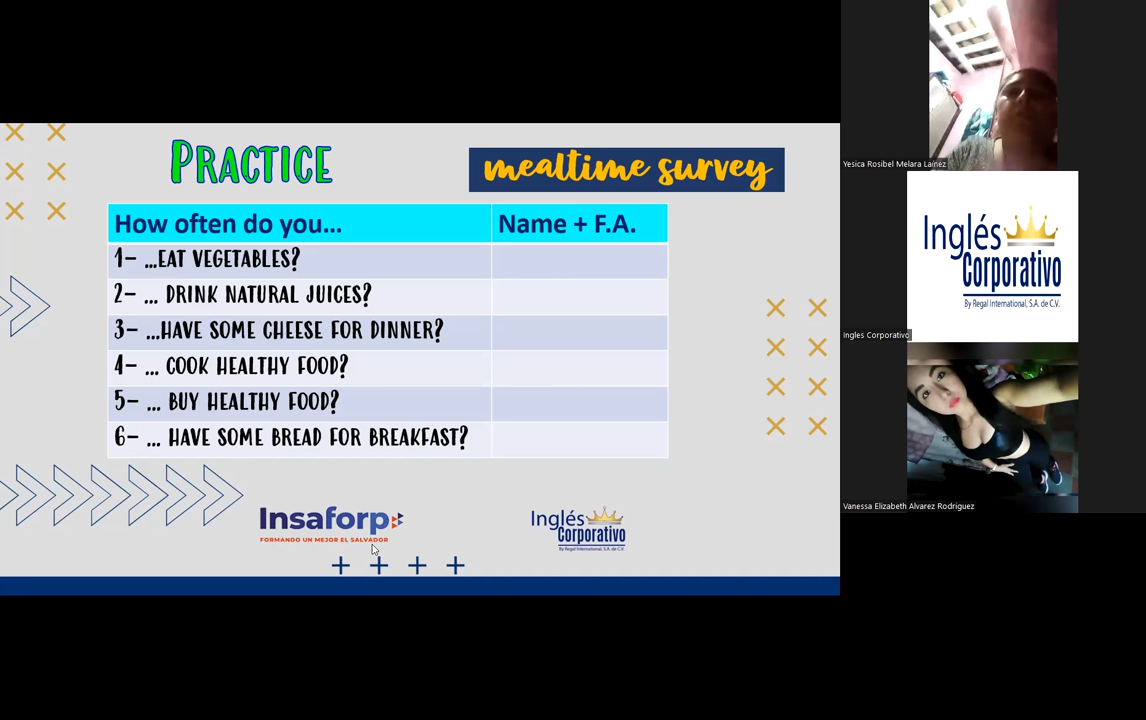 PRACTICE
mealtime survey
How often do you...
Name + F.A.
1- ...EAT VEGETABLES?
2- ... DRINK NATURAL JUICES?
3- ...HAVE SOME CHEESE FOR DINNER?
4- ... COOK HEALTHY FOOD?
5- ... BUY HEALTHY FOOD?
6- ... HAVE SOME BREAD FOR BREAKFAST?
Insaforp
FORMANDO UN MEJOR EL SALVADOR
Inglés
Corporativo
By Regal International, S.A. de C.V.
Yesica Rosibel Melara Lainez
Inglés
Corporativo
By Regal International, S.A. de C.V.
Ingles Corporativo
Vanessa Elizabeth Alvarez Rodriguez